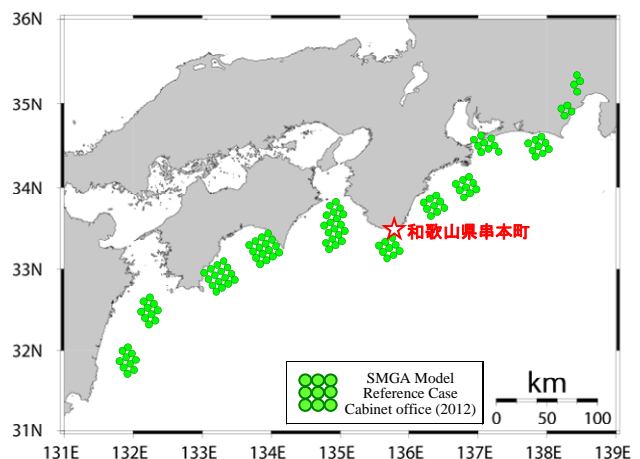 36N
35N
34N
33N
32N
31N
和歌山県串本町
SMGA Model
Reference Case
Cabinet office (2012)
km
0 50 100
131E 132E 133E 134E 135E 136E 137E 138E 139E